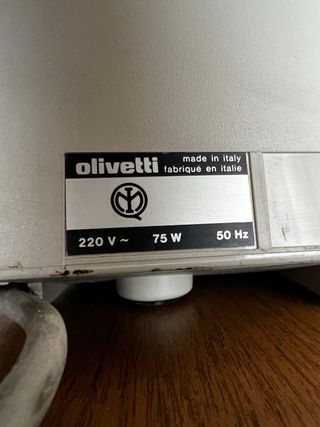 olivetti
made in italy
fabriqué en italie
220 V ~ 75 W 50 Hz